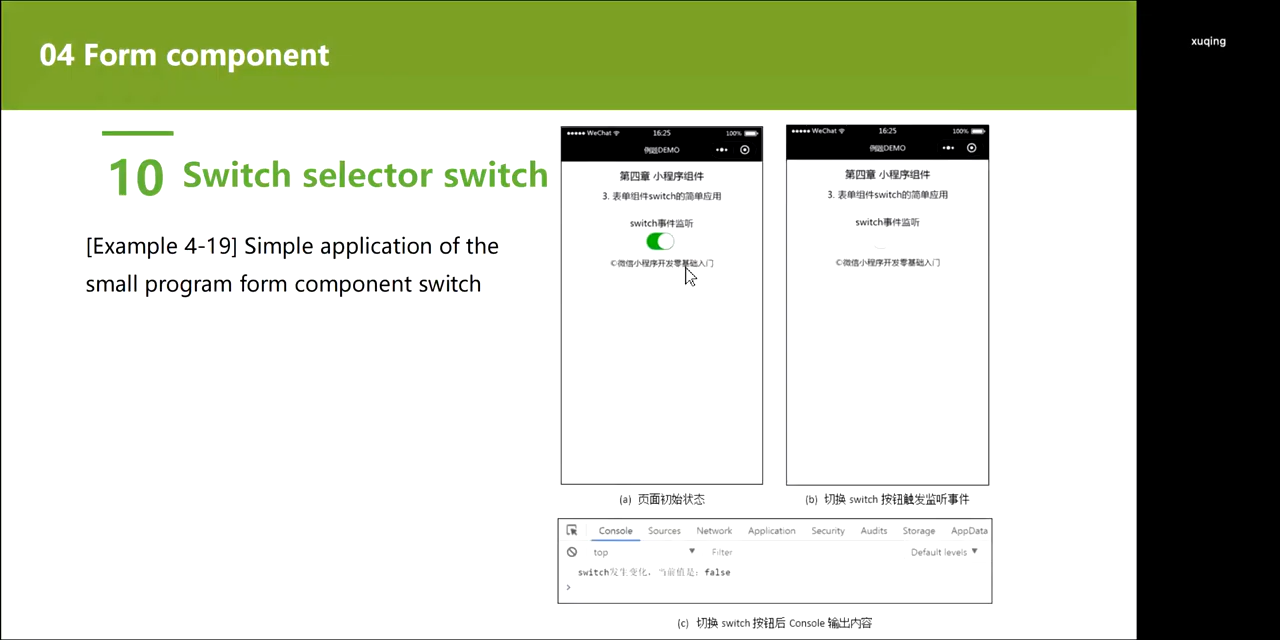 04 Form component
xuqing
10 Switch selector switch
[Example 4-19] Simple application of the
small program form component switch
WeChat 16:25 100%
例题DEMO
第四章 小程序组件
3. 表单组件switch的简单应用
switch事件监听
©微信小程序开发零基础入门
(a) 页面初始状态
WeChat 16:25 100%
例题DEMO
第四章 小程序组件
3. 表单组件switch的简单应用
switch事件监听
©微信小程序开发零基础入门
(b) 切换 switch 按钮触发监听事件
Console Sources Network Application Security Audits Storage AppData
top Filter Default levels
switch发生变化，当前值是：false
(c) 切换 switch 按钮后 Console 输出内容